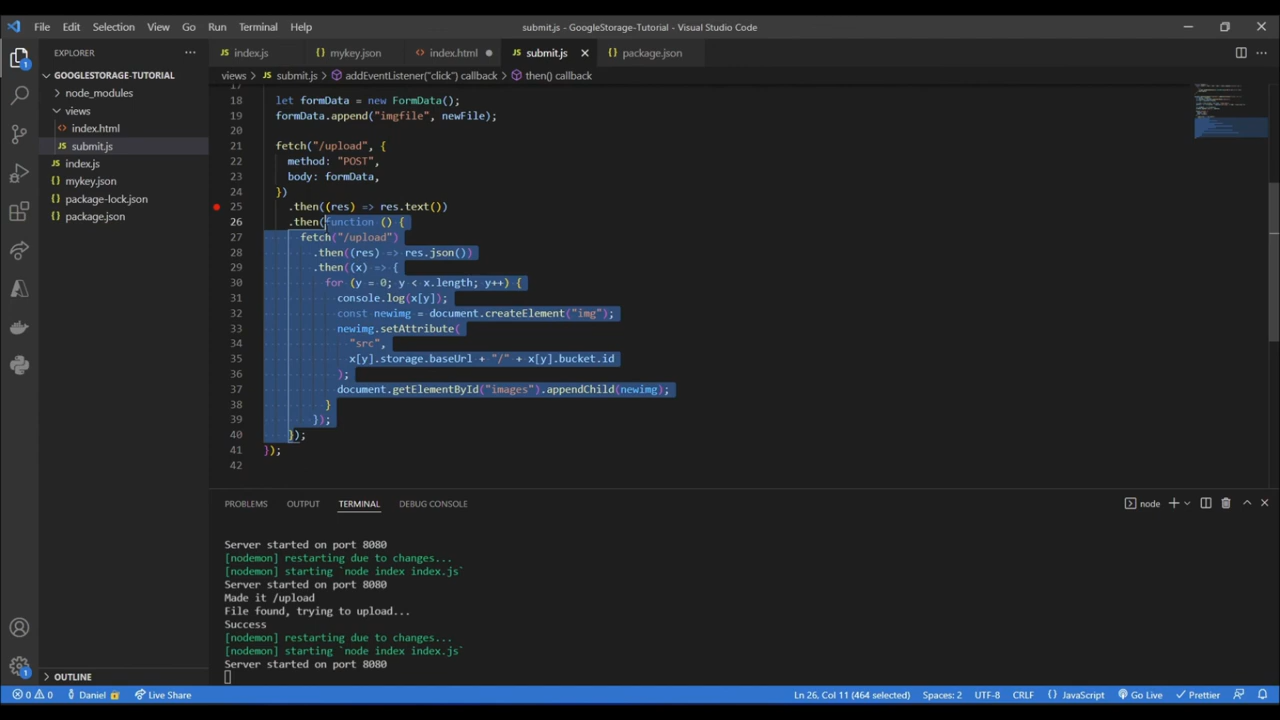 File Edit Selection View Go Run Terminal Help
submit.js - GoogleStorage-Tutorial - Visual Studio Code
EXPLORER
GOOGLESTORAGE-TUTORIAL
node_modules
views
index.html
submit.js
index.js
mykey.json
package-lock.json
package.json
OUTLINE
index.js mykey.json index.html submit.js package.json
views > submit.js > addEventListener("click") callback > then() callback
17
18 let formData = new FormData();
19 formData.append("imgfile", newFile);
20
21 fetch("/upload", {
22 method: "POST",
23 body: formData,
24 })
25 .then((res) => res.text())
26 .then(function () {
27 fetch("/upload")
28 .then((res) => res.json())
29 .then((x) => {
30 for (y = 0; y < x.length; y++) {
31 console.log(x[y]);
32 const newimg = document.createElement("img");
33 newimg.setAttribute(
34 "src",
35 x[y].storage.baseUrl + "/" + x[y].bucket.id
36 );
37 document.getElementById("images").appendChild(newimg);
38 }
39 });
40 });
41 });
42
PROBLEMS OUTPUT TERMINAL DEBUG CONSOLE
node
Server started on port 8080
[nodemon] restarting due to changes...
[nodemon] starting `node index index.js`
Server started on port 8080
Made it /upload
File found, trying to upload...
Success
[nodemon] restarting due to changes...
[nodemon] starting `node index index.js`
Server started on port 8080
1
1
0 0 Daniel Live Share Ln 26, Col 11 (464 selected) Spaces: 2 UTF-8 CRLF {} JavaScript Go Live Prettier